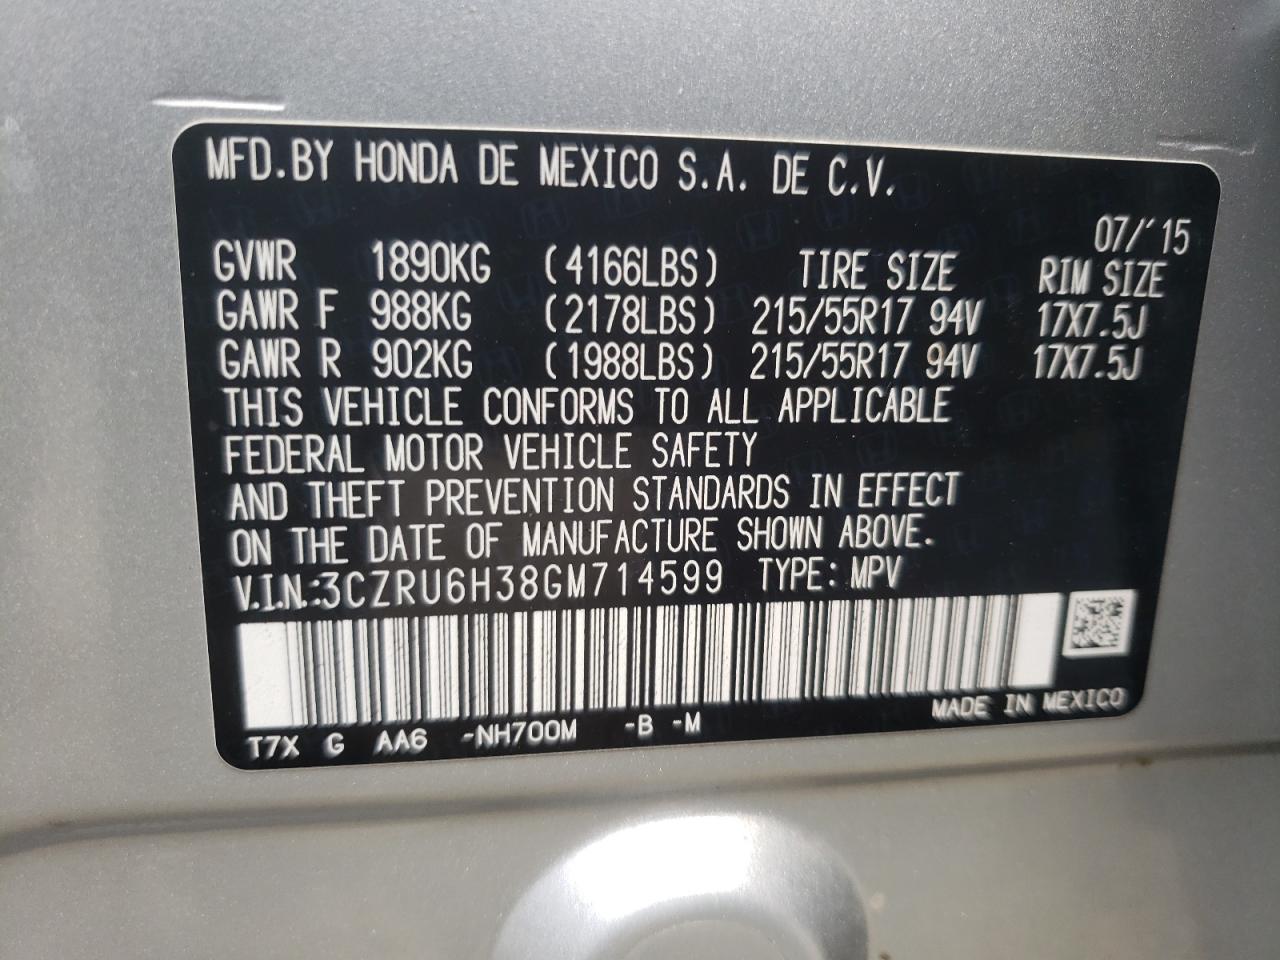 MFD.BY HONDA DE MEXICO S.A. DE C.V.
07/'15
GVWR 1890KG (4166LBS) TIRE SIZE RIM SIZE
GAWR F 988KG (2178LBS) 215/55R17 94V 17X7.5J
GAWR R 902KG (1988LBS) 215/55R17 94V 17X7.5J
THIS VEHICLE CONFORMS TO ALL APPLICABLE
FEDERAL MOTOR VEHICLE SAFETY
AND THEFT PREVENTION STANDARDS IN EFFECT
ON THE DATE OF MANUFACTURE SHOWN ABOVE.
V.I.N.:3CZRU6H38GM714599 TYPE: MPV
MADE IN MEXICO
T7X G AA6 -NH700M -B -M